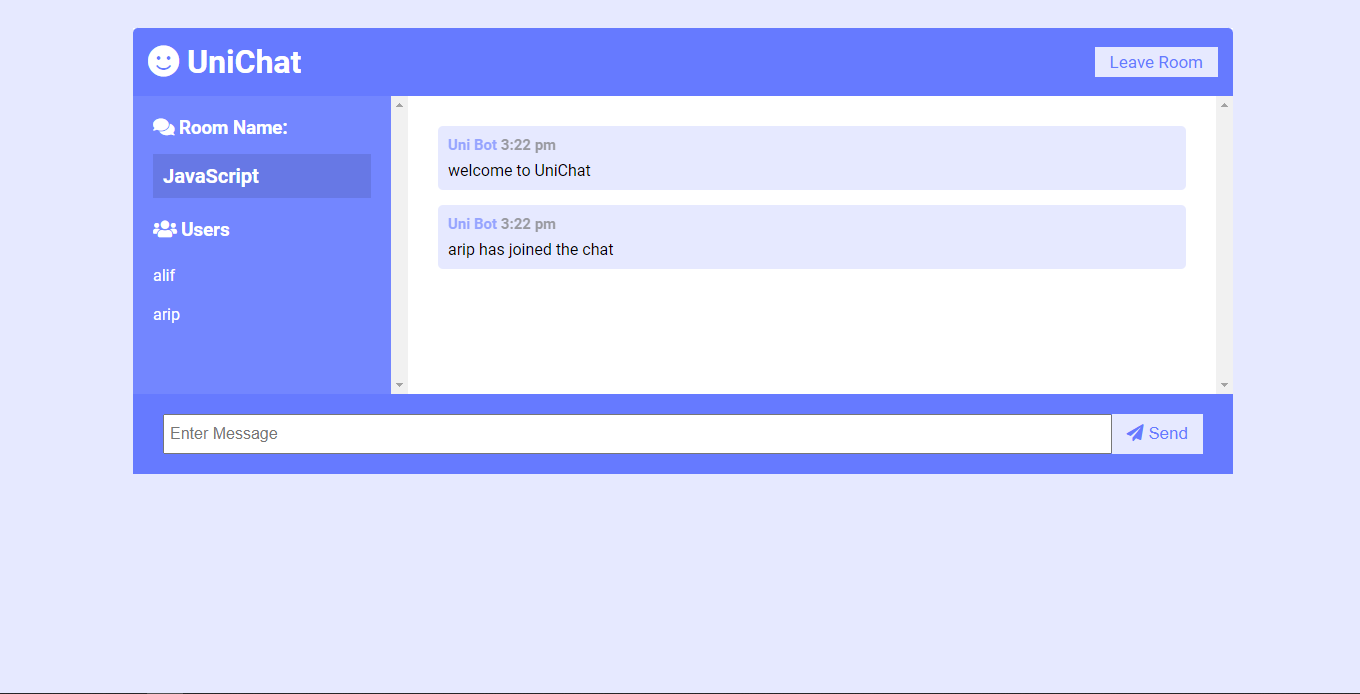 UniChat
Leave Room
Room Name:
JavaScript
Users
alif
arip
Uni Bot 3:22 pm
welcome to UniChat
Uni Bot 3:22 pm
arip has joined the chat
Enter Message
Send